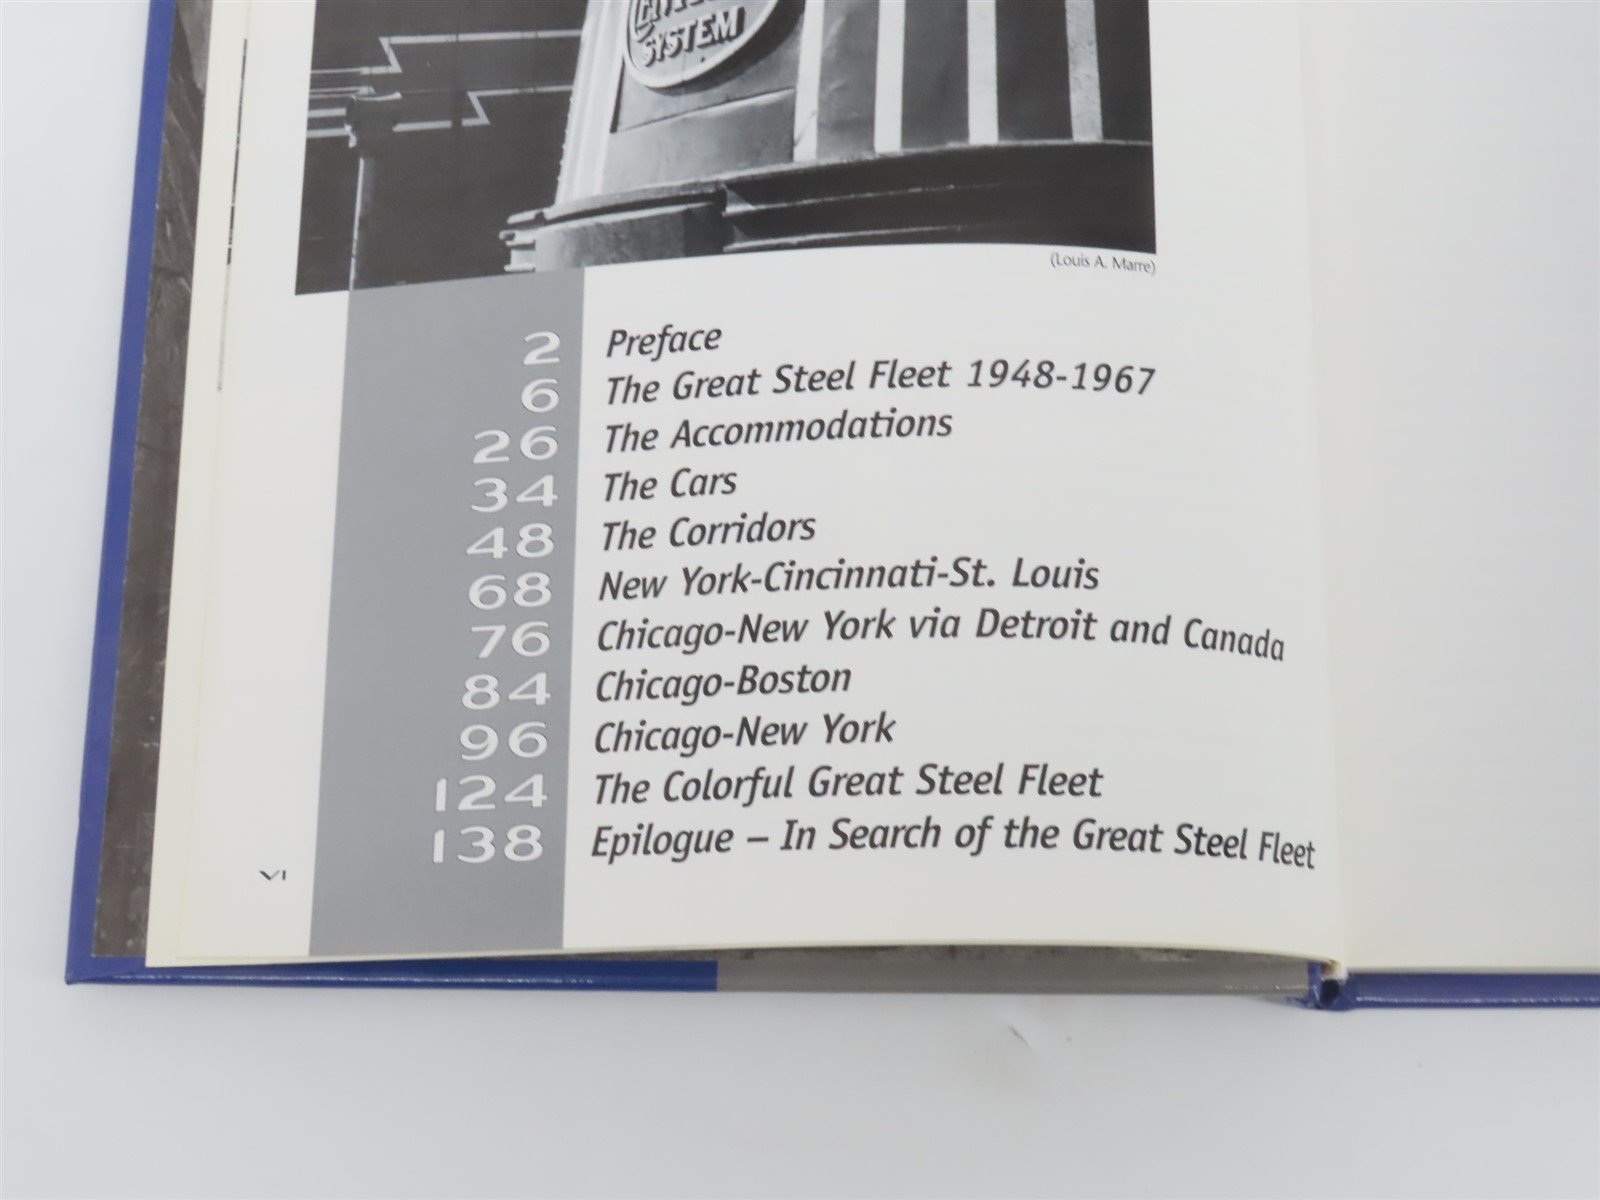 SYSTEM
(Louis A. Marre)
2 Preface
6 The Great Steel Fleet 1948-1967
26 The Accommodations
34 The Cars
48 The Corridors
68 New York-Cincinnati-St. Louis
76 Chicago-New York via Detroit and Canada
84 Chicago-Boston
96 Chicago-New York
124 The Colorful Great Steel Fleet
138 Epilogue – In Search of the Great Steel Fleet
VI